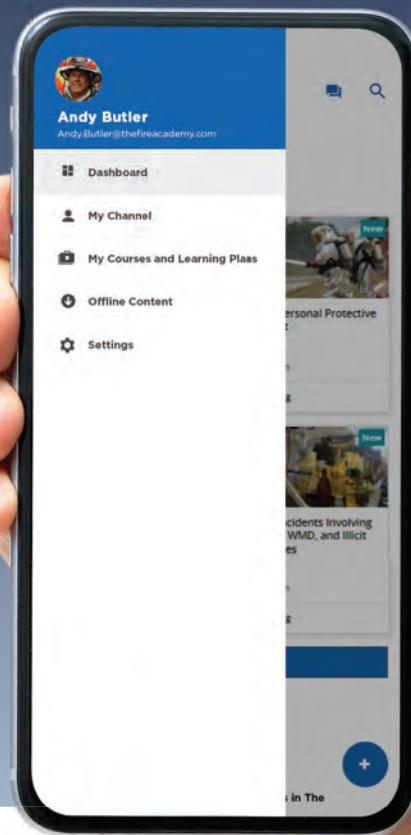 Andy Butler
Andy.Butler@thefireacademy.com
Dashboard
My Channel
My Courses and Learning Plans
Offline Content
Settings
New
ersonal Protective
t
n
g
New
cidents Involving
WMD, and Illicit
es
n
g
s in The